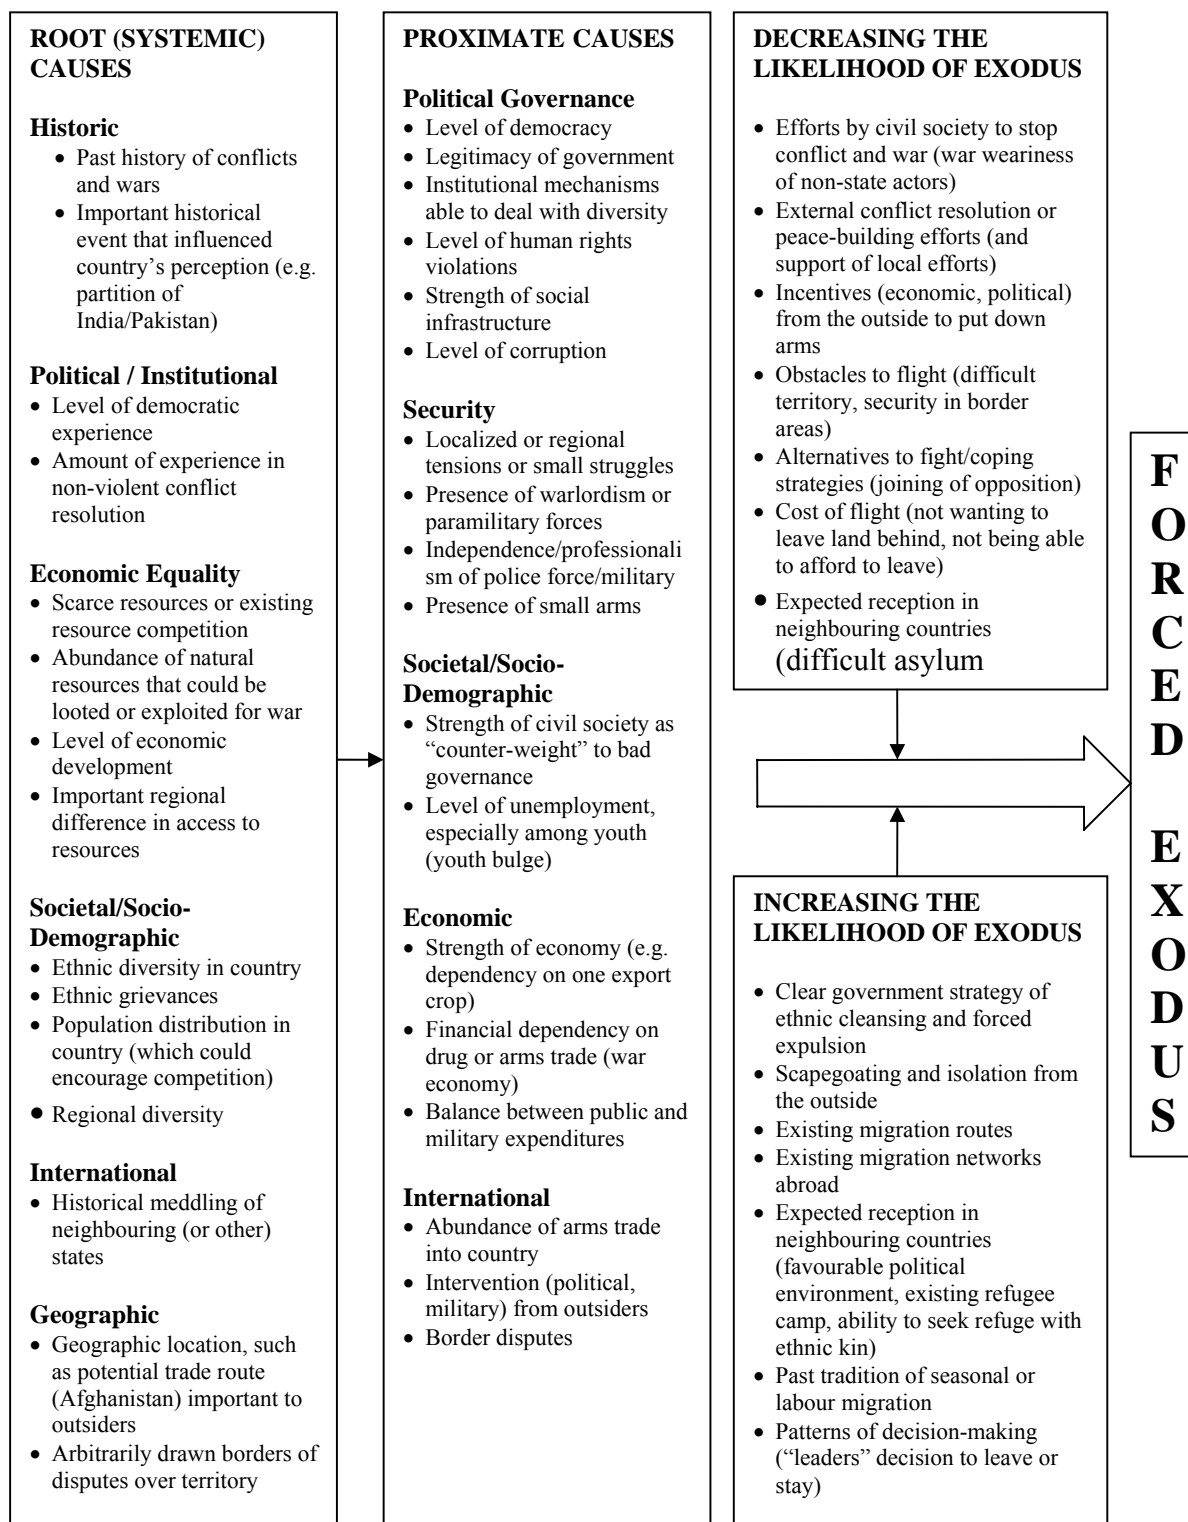 ROOT (SYSTEMIC)
CAUSES
Historic
• Past history of conflicts
and wars
• Important historical
event that influenced
country's perception (e.g.
partition of
India/Pakistan)
Political / Institutional
• Level of democratic
experience
• Amount of experience in
non-violent conflict
resolution
Economic Equality
• Scarce resources or existing
resource competition
• Abundance of natural
resources that could be
looted or exploited for war
• Level of economic
development
• Important regional
difference in access to
resources
Societal/Socio-
Demographic
• Ethnic diversity in country
• Ethnic grievances
• Population distribution in
country (which could
encourage competition)
• Regional diversity
International
• Historical meddling of
neighbouring (or other)
states
Geographic
• Geographic location, such
as potential trade route
(Afghanistan) important to
outsiders
• Arbitrarily drawn borders of
disputes over territory
PROXIMATE CAUSES
Political Governance
• Level of democracy
• Legitimacy of government
• Institutional mechanisms
able to deal with diversity
• Level of human rights
violations
• Strength of social
infrastructure
• Level of corruption
Security
• Localized or regional
tensions or small struggles
• Presence of warlordism or
paramilitary forces
• Independence/professionali
sm of police force/military
• Presence of small arms
Societal/Socio-
Demographic
• Strength of civil society as
“counter-weight” to bad
governance
• Level of unemployment,
especially among youth
(youth bulge)
Economic
• Strength of economy (e.g.
dependency on one export
crop)
• Financial dependency on
drug or arms trade (war
economy)
• Balance between public and
military expenditures
International
• Abundance of arms trade
into country
• Intervention (political,
military) from outsiders
• Border disputes
DECREASING THE
LIKELIHOOD OF EXODUS
• Efforts by civil society to stop
conflict and war (war weariness
of non-state actors)
• External conflict resolution or
peace-building efforts (and
support of local efforts)
• Incentives (economic, political)
from the outside to put down
arms
• Obstacles to flight (difficult
territory, security in border
areas)
• Alternatives to fight/coping
strategies (joining of opposition)
• Cost of flight (not wanting to
leave land behind, not being able
to afford to leave)
• Expected reception in
neighbouring countries
(difficult asylum
INCREASING THE
LIKELIHOOD OF EXODUS
• Clear government strategy of
ethnic cleansing and forced
expulsion
• Scapegoating and isolation from
the outside
• Existing migration routes
• Existing migration networks
abroad
• Expected reception in
neighbouring countries
(favourable political
environment, existing refugee
camp, ability to seek refuge with
ethnic kin)
• Past tradition of seasonal or
labour migration
• Patterns of decision-making
(“leaders” decision to leave or
stay)
FORCED EXODUS